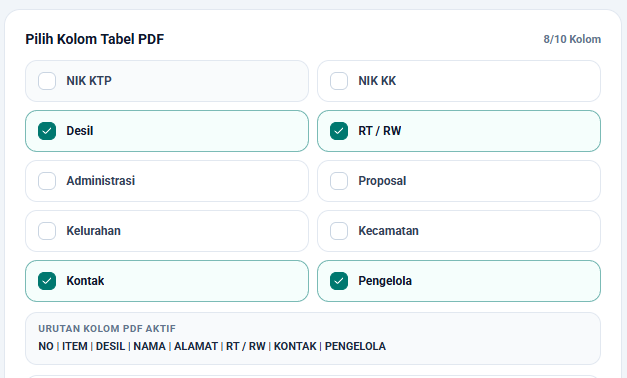 Pilih Kolom Tabel PDF 8/10 Kolom
NIK KTP NIK KK
Desil RT / RW
Administrasi Proposal
Kelurahan Kecamatan
Kontak Pengelola
URUTAN KOLOM PDF AKTIF
NO | ITEM | DESIL | NAMA | ALAMAT | RT / RW | KONTAK | PENGELOLA